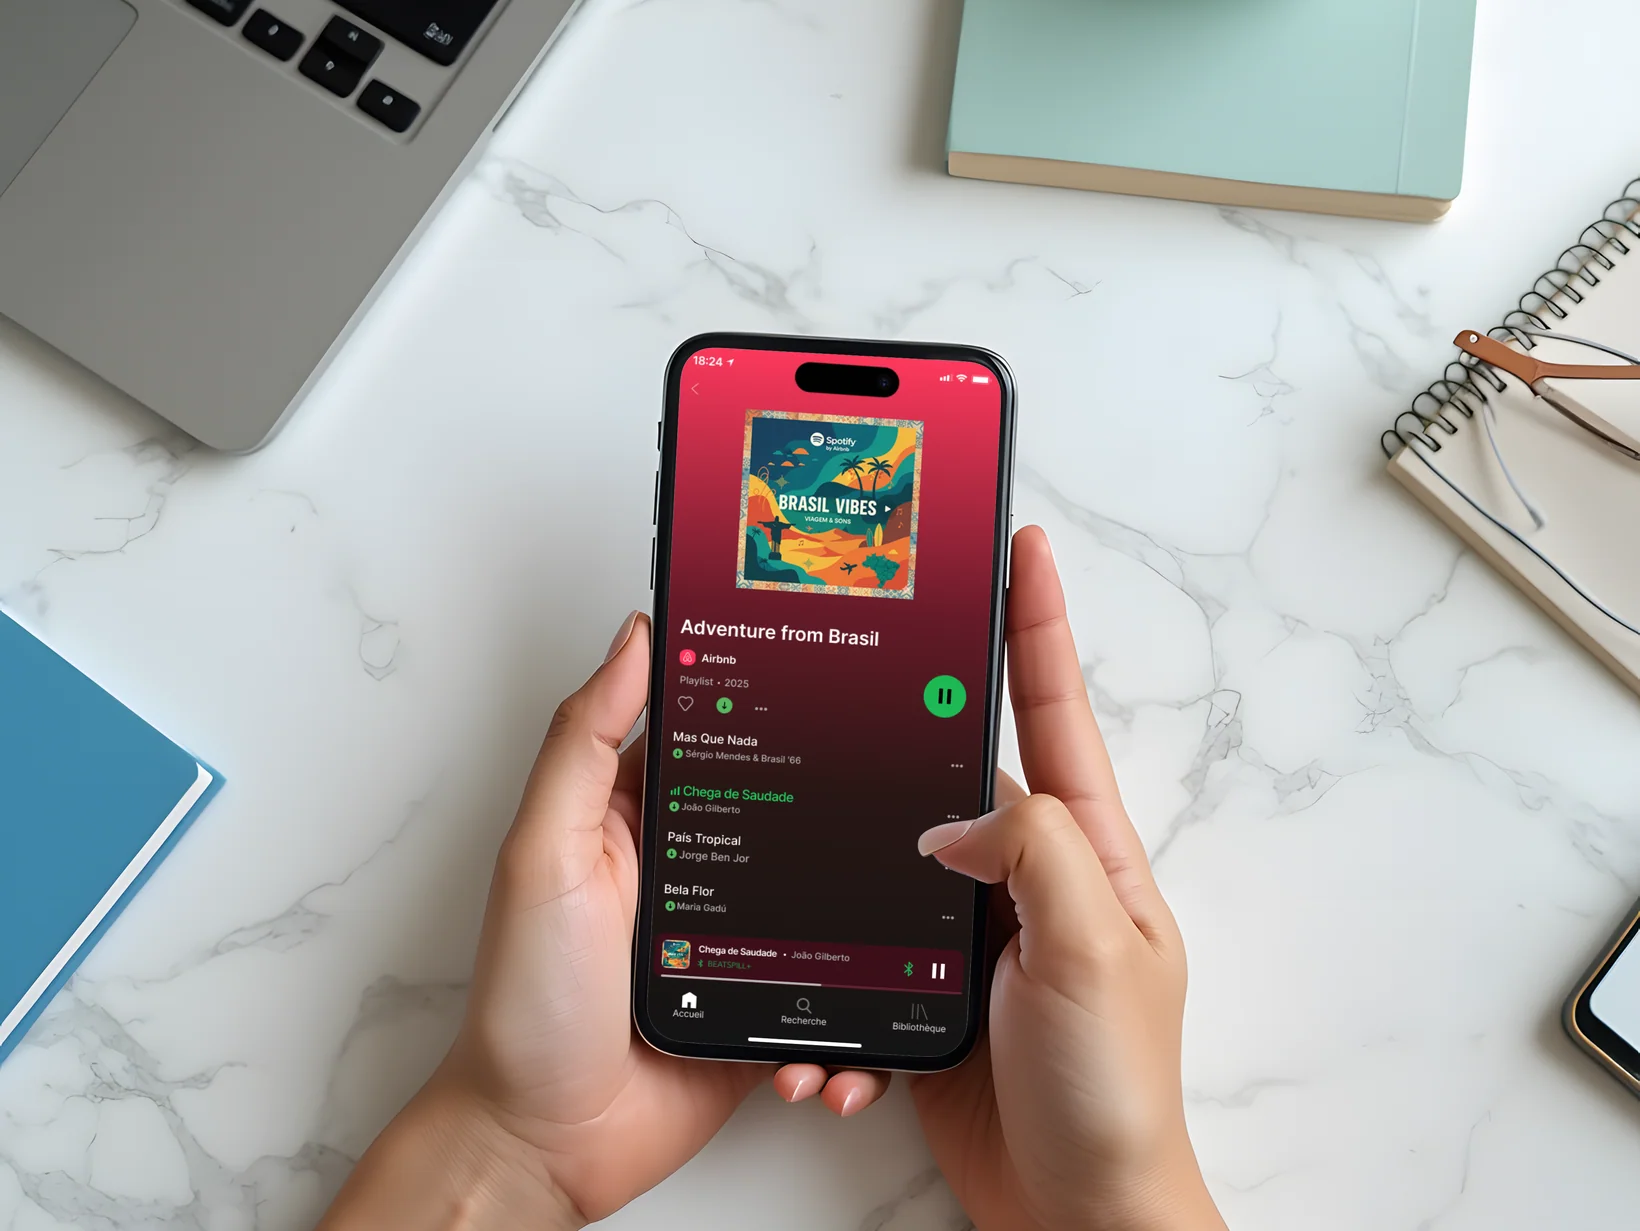 18:24
Spotify
by Airbnb
BRASIL VIBES
VIAGEM & SONS
Adventure from Brasil
Airbnb
Playlist • 2025
Mas Que Nada
Sérgio Mendes & Brasil '66
Chega de Saudade
João Gilberto
País Tropical
Jorge Ben Jor
Bela Flor
Maria Gadú
Chega de Saudade • João Gilberto
BEATSPILL+
Accueil
Recherche
Bibliothèque